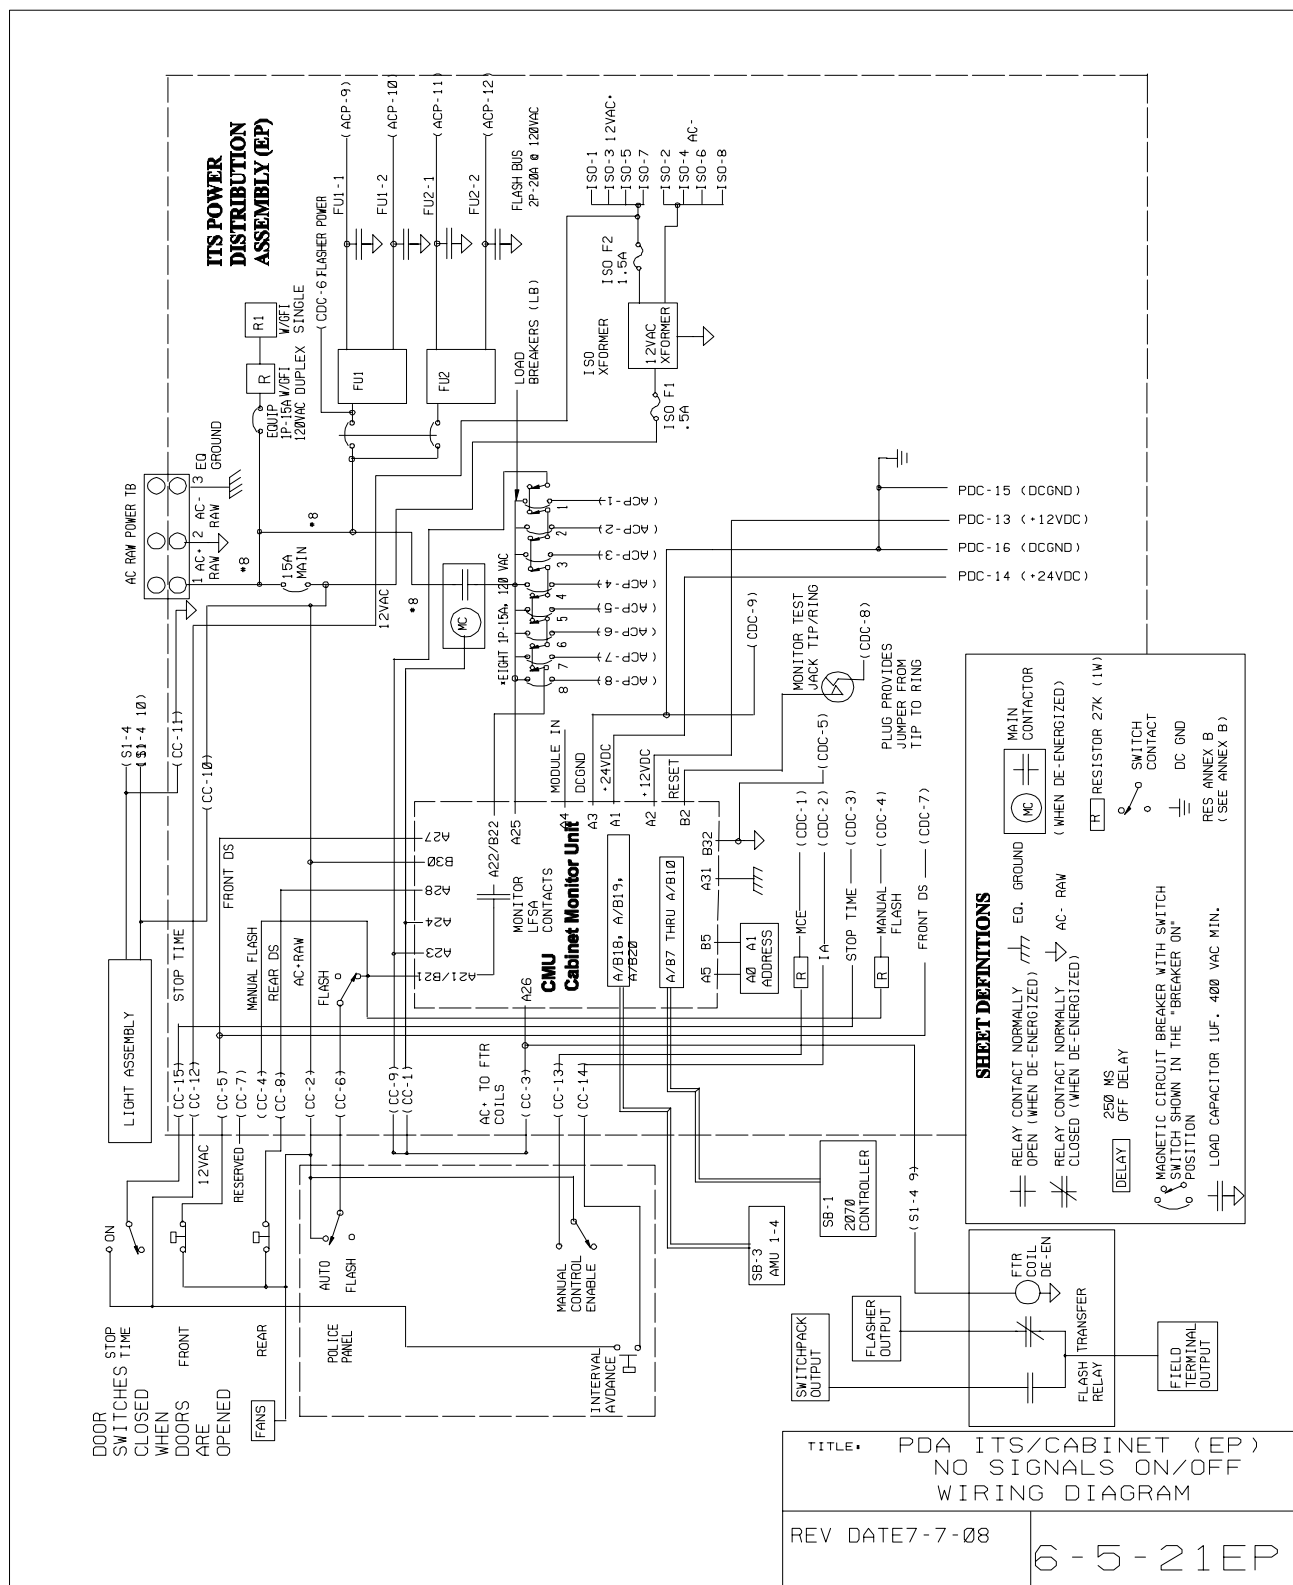 ITS POWER
DISTRIBUTION
ASSEMBLY (EP)
AC RAW POWER TB
1 AC+
RAW
2 AC-
RAW
3 EQ
GROUND
*8
*8
*8
15A
MAIN
12VAC
EQUIP
1P-15A W/GFI
120VAC DUPLEX
R
R1
W/GFI
SINGLE
(CDC-6 FLASHER POWER
FU1
FU2
FU1-1
FU1-2
FU2-1
FU2-2
(ACP-9)
(ACP-10)
(ACP-11)
(ACP-12)
FLASH BUS
2P-20A @ 120VAC
LOAD
BREAKERS (LB)
ISO
XFORMER
12VAC
XFORMER
ISO F2
1.5A
ISO F1
.5A
ISO-1
ISO-3 12VAC+
ISO-5
ISO-7
ISO-2
ISO-4 AC-
ISO-6
ISO-8
MC
*EIGHT 1P-15A, 120 VAC
1
2
3
4
5
6
7
8
(ACP-1)
(ACP-2)
(ACP-3)
(ACP-4)
(ACP-5)
(ACP-6)
(ACP-7)
(ACP-8)
PDC-15 (DCGND)
PDC-13 (+12VDC)
PDC-16 (DCGND)
PDC-14 (+24VDC)
(CDC-9)
MONITOR TEST
JACK TIP/RING
(CDC-8)
PLUG PROVIDES
JUMPER FROM
TIP TO RING
(CDC-5)
(S1-4
(S1-4 10)
(CC-11)
(CC-10)
LIGHT ASSEMBLY
STOP TIME
FRONT DS
MANUAL FLASH
REAR DS
AC+RAW
FLASH
A27
B30
A28
A24
A23
A21/B21
A22/B22
A25
MODULE IN
A4
DCGND
A3
+24VDC
A1
+12VDC
A2
RESET
B2
B32
A31
B5
A5
A26
MONITOR
LFSA
CONTACTS
CMU
Cabinet Monitor Unit
A/B18, A/B19,
A/B20
A/B7 THRU A/B10
A0 A1
ADDRESS
R
MCE
(CDC-1)
IA
(CDC-2)
STOP TIME
(CDC-3)
R
MANUAL
FLASH
(CDC-4)
FRONT DS
(CDC-7)
(CC-15)
(CC-12)
(CC-5)
(CC-7)
(CC-4)
(CC-8)
(CC-2)
(CC-6)
(CC-9)
(CC-1)
AC+ TO FTR
COILS
(CC-3)
(CC-13)
(CC-14)
12VAC
RESERVED
ON
STOP
TIME
FRONT
REAR
DOOR
SWITCHES
CLOSED
WHEN
DOORS
ARE
OPENED
FANS
POLICE
PANEL
AUTO
FLASH
MANUAL
CONTROL
ENABLE
INTERVAL
AVDANCE
SB-3
AMU 1-4
SB-1
2070
CONTROLLER
(S1-4 9)
SWITCHPACK
OUTPUT
FLASHER
OUTPUT
FTR
COIL
DE-EN
FLASH TRANSFER
RELAY
FIELD
TERMINAL
OUTPUT
SHEET DEFINITIONS
RELAY CONTACT NORMALLY
OPEN (WHEN DE-ENERGIZED)
RELAY CONTACT NORMALLY
CLOSED (WHEN DE-ENERGIZED)
DELAY
250 MS
OFF DELAY
MAGNETIC CIRCUIT BREAKER WITH SWITCH
SWITCH SHOWN IN THE "BREAKER ON"
POSITION
LOAD CAPACITOR 1UF. 400 VAC MIN.
EQ. GROUND
AC- RAW
MC
MAIN
CONTACTOR
(WHEN DE-ENERGIZED)
R
RESISTOR 27K (1W)
SWITCH
CONTACT
DC GND
RES ANNEX B
(SEE ANNEX B)
TITLE: PDA ITS/CABINET (EP)
NO SIGNALS ON/OFF
WIRING DIAGRAM
REV DATE7-7-08
6-5-21EP